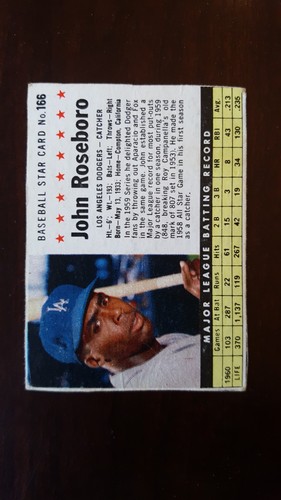 BASEBALL STAR CARD No. 166
John Roseboro
LOS ANGELES DODGERS – CATCHER
Ht.–6'; Wt.–193; Bats–Left; Throws–Right
Born–May 13, 1933; Home–Compton, California
In the 1959 Series he delighted Dodger
fans by throwing out Aparicio and Fox
in the same game. John established a
Major League record for most put-outs
by a catcher in one season, during 1959
(848, breaking Roy Campanella's old
mark of 807 set in 1953). He made the
1958 All Star Game in his first season
as a catcher.
LA
MAJOR LEAGUE BATTING RECORD
Games At Bat Runs Hits 2 B 3 B HR RBI Avg.
1960 103 287 22 61 15 3 8 43 .213
LIFE 370 1,137 119 267 42 19 34 130 .235